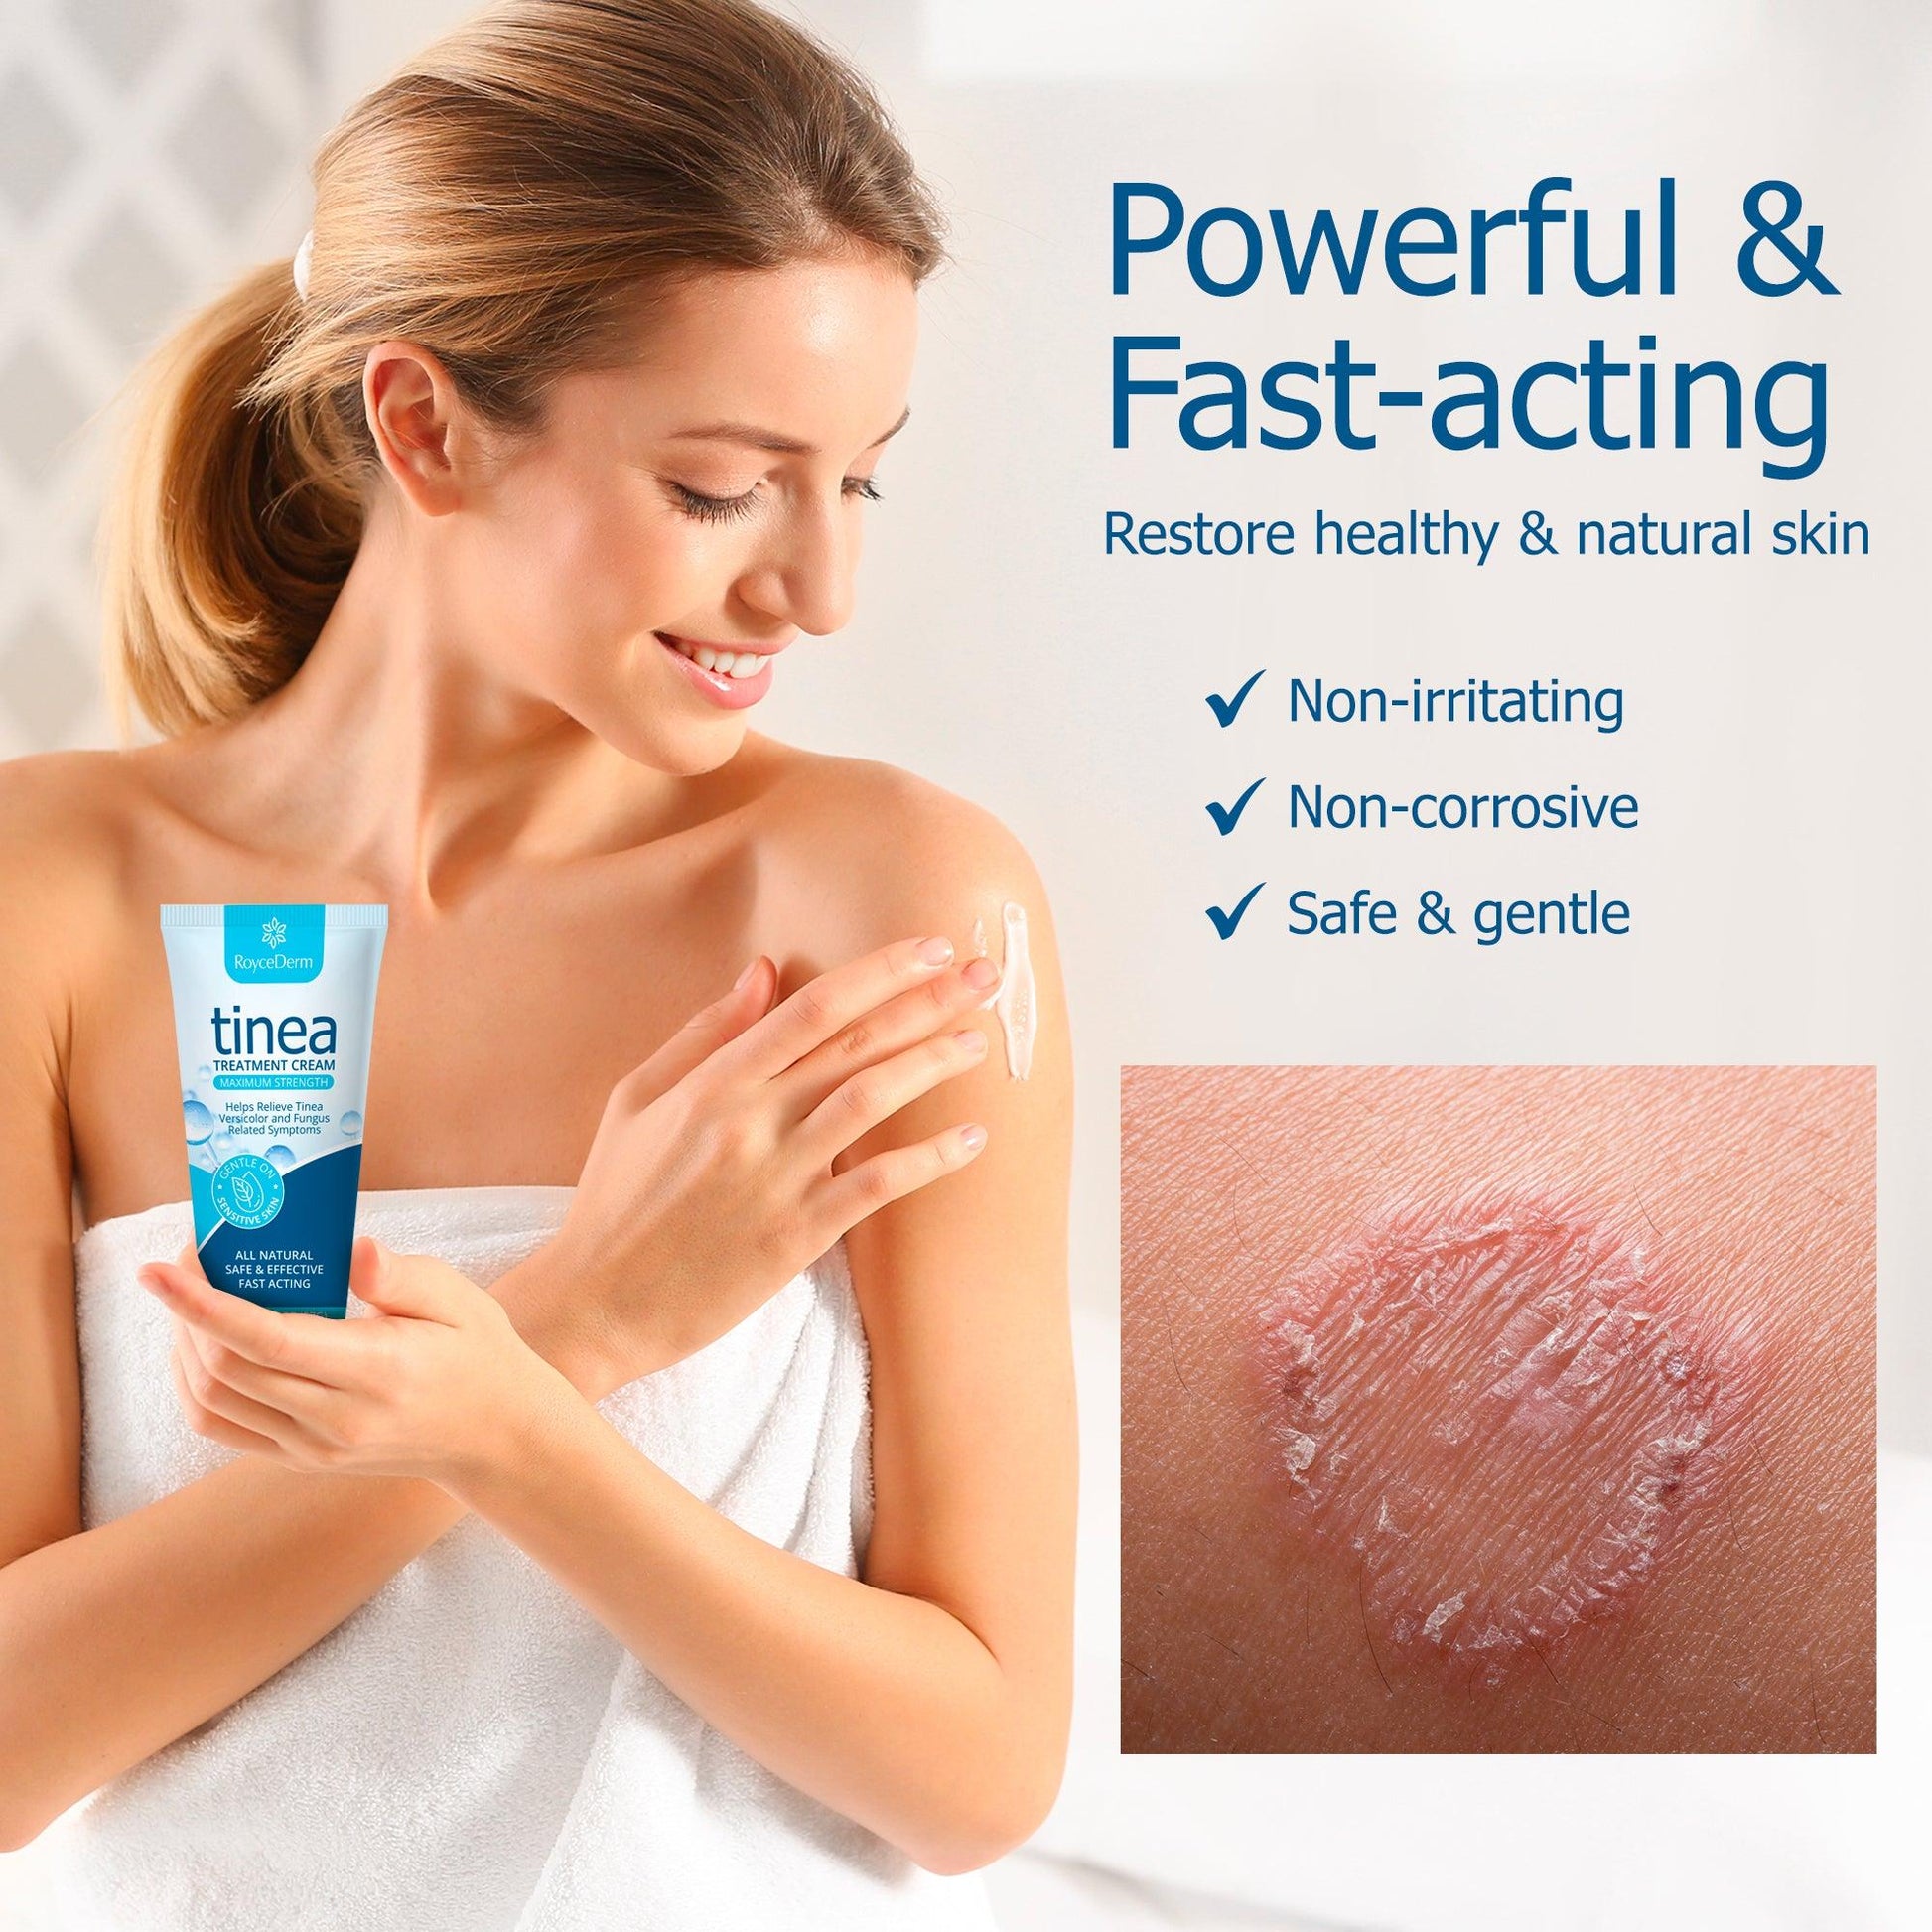 Powerful &
Fast-acting
Restore healthy & natural skin
✓ Non-irritating
✓ Non-corrosive
✓ Safe & gentle
RoyceDerm
tinea
TREATMENT CREAM
MAXIMUM STRENGTH
Helps Relieve Tinea
Versicolor and Fungus
Related Symptoms
GENTLE ON
SENSITIVE SKIN
ALL NATURAL
SAFE & EFFECTIVE
FAST ACTING